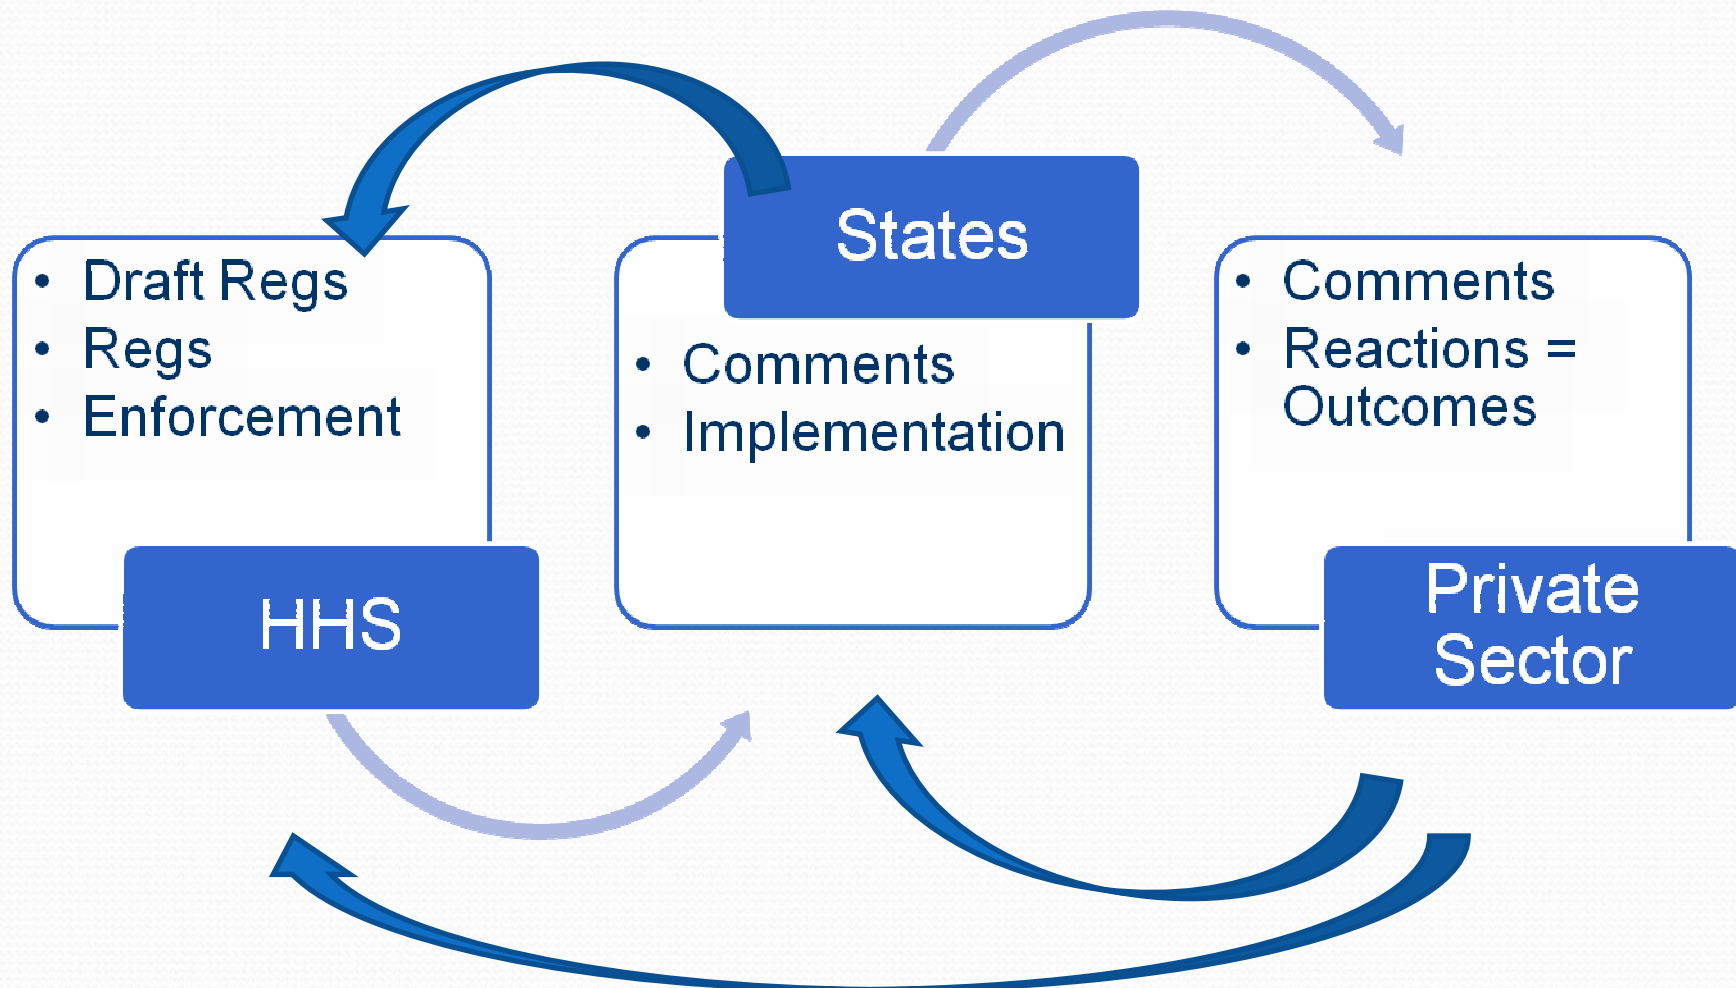 • Draft Regs
• Regs
• Enforcement
HHS
States
• Comments
• Implementation
• Comments
• Reactions =
Outcomes
Private
Sector